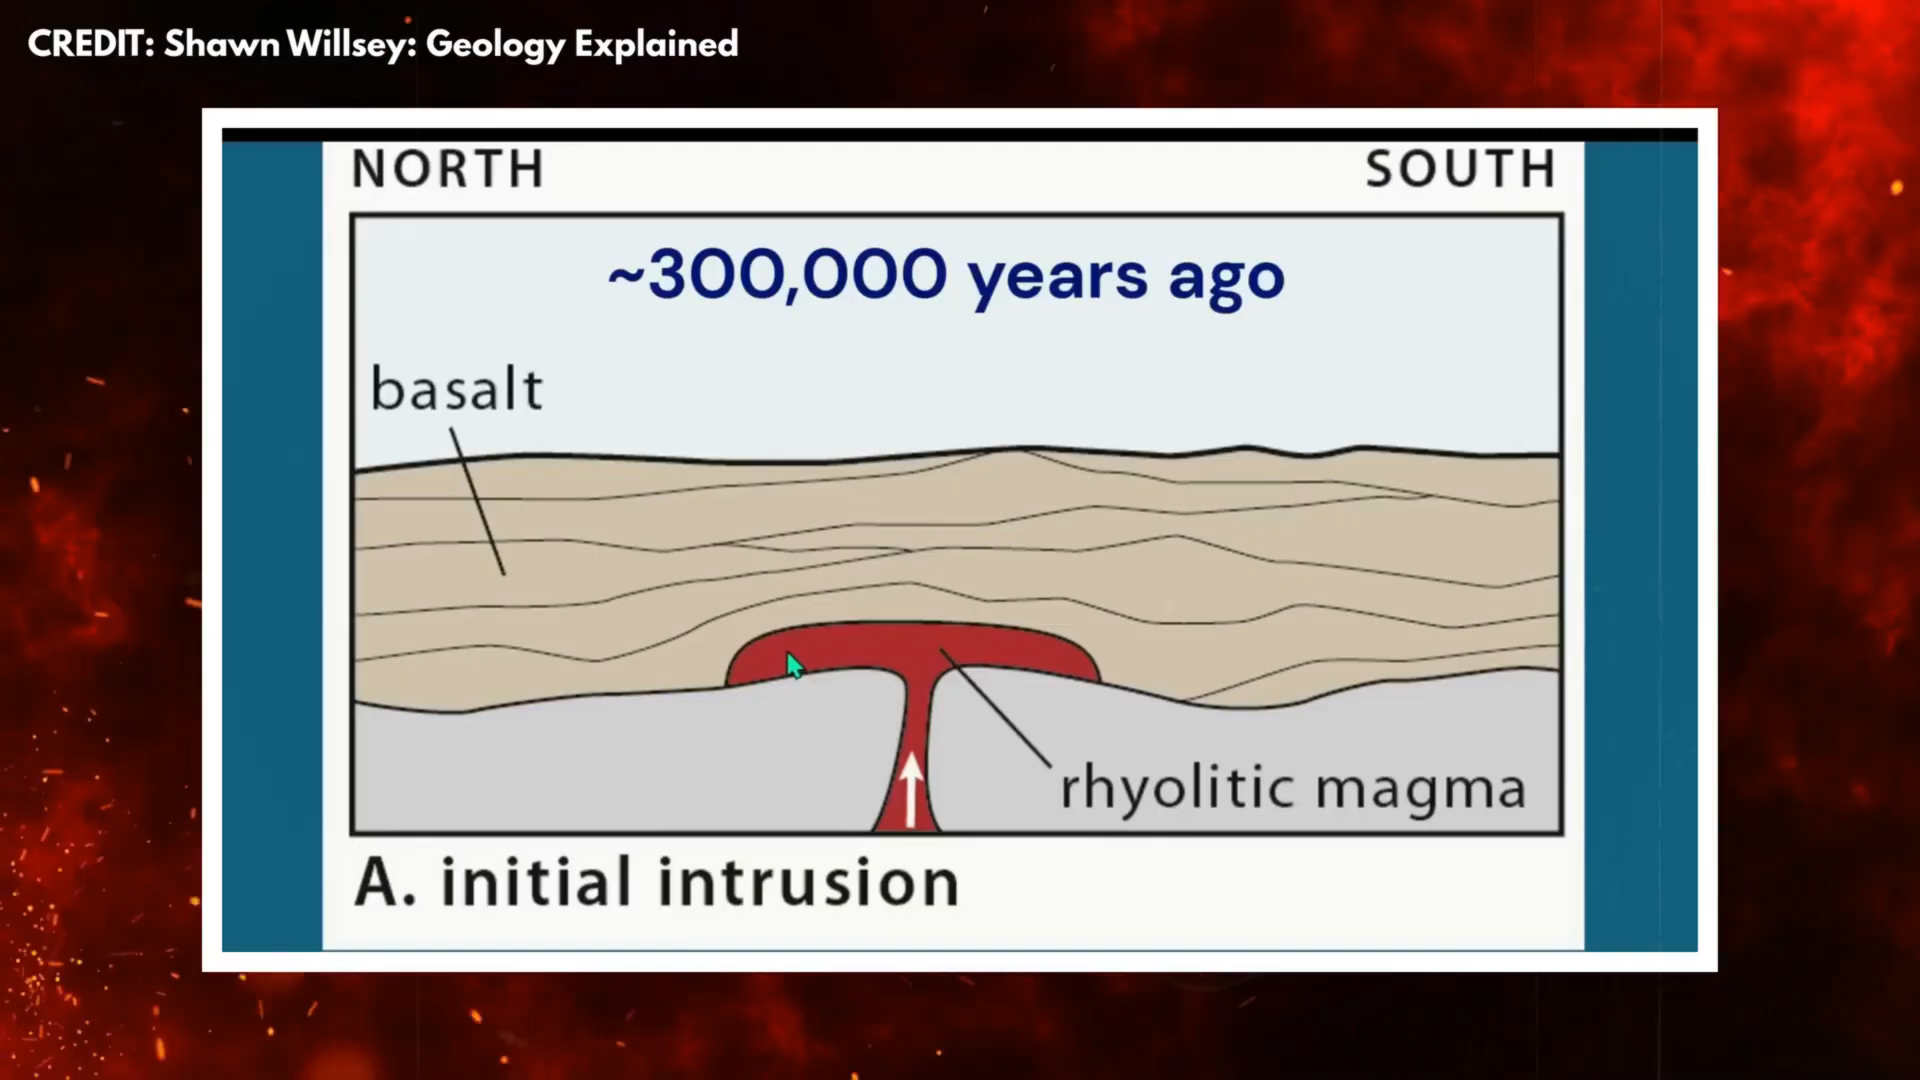 CREDIT: Shawn Willsey: Geology Explained
NORTH
SOUTH
~300,000 years ago
basalt
rhyolitic magma
A. initial intrusion